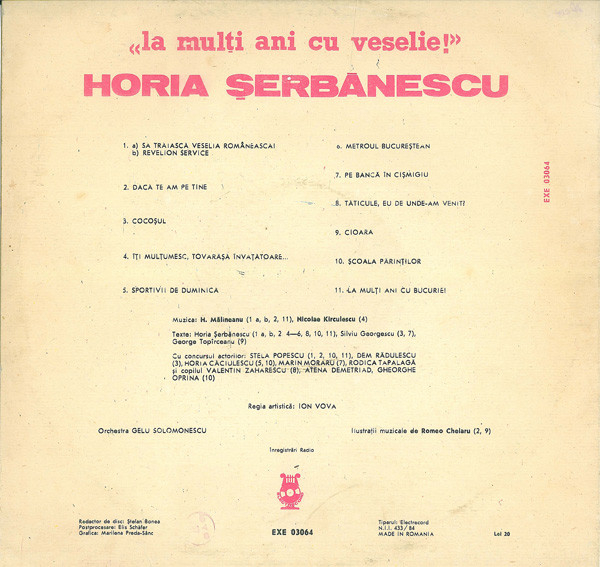 «la mulți ani cu veselie!»
HORIA ȘERBĂNESCU
1. a) SĂ TRĂIASCĂ VESELIA ROMÂNEASCĂ!
b) REVELION SERVICE
2. DACĂ TE AM PE TINE
3. COCOȘUL
4. ÎȚI MULȚUMESC, TOVARĂȘĂ ÎNVĂȚĂTOARE...
5. SPORTIVII DE DUMINICĂ
6. METROUL BUCUREȘTEAN
7. PE BANCĂ ÎN CIȘMIGIU
8. TĂTICULE, EU DE UNDE-AM VENIT?
9. CIOARA
10. ȘCOALA PĂRINȚILOR
11. LA MULȚI ANI CU BUCURIE!
EXE 03064
Muzica: H. Mălineanu (1 a, b, 2, 11), Nicolae Kirculescu (4)
Texte: Horia Șerbănescu (1 a, b, 2 4—6, 8, 10, 11), Silviu Georgescu (3, 7),
George Topîrceanu (9)
Cu concursul actorilor: STELA POPESCU (1, 2, 10, 11), DEM RĂDULESCU
(3), HORIA CĂCIULESCU (5, 10), MARIN MORARU (7), RODICA TAPALAGĂ
și copilul VALENTIN ZAHARESCU (8), ATENA DEMETRIAD, GHEORGHE
OPRINA (10)
Regia artistică: ION VOVA
Orchestra GELU SOLOMONESCU
Ilustrații muzicale de Romeo Chelaru (2, 9)
Înregistrări Radio
Redactor de disc: Ștefan Bonea
Postprocesare: Elis Schäfer
Grafica: Marilena Preda-Sânc
EXE 03064
Tiparul: Electrecord
N.I.I. 433/84
MADE IN ROMANIA
Lei 20